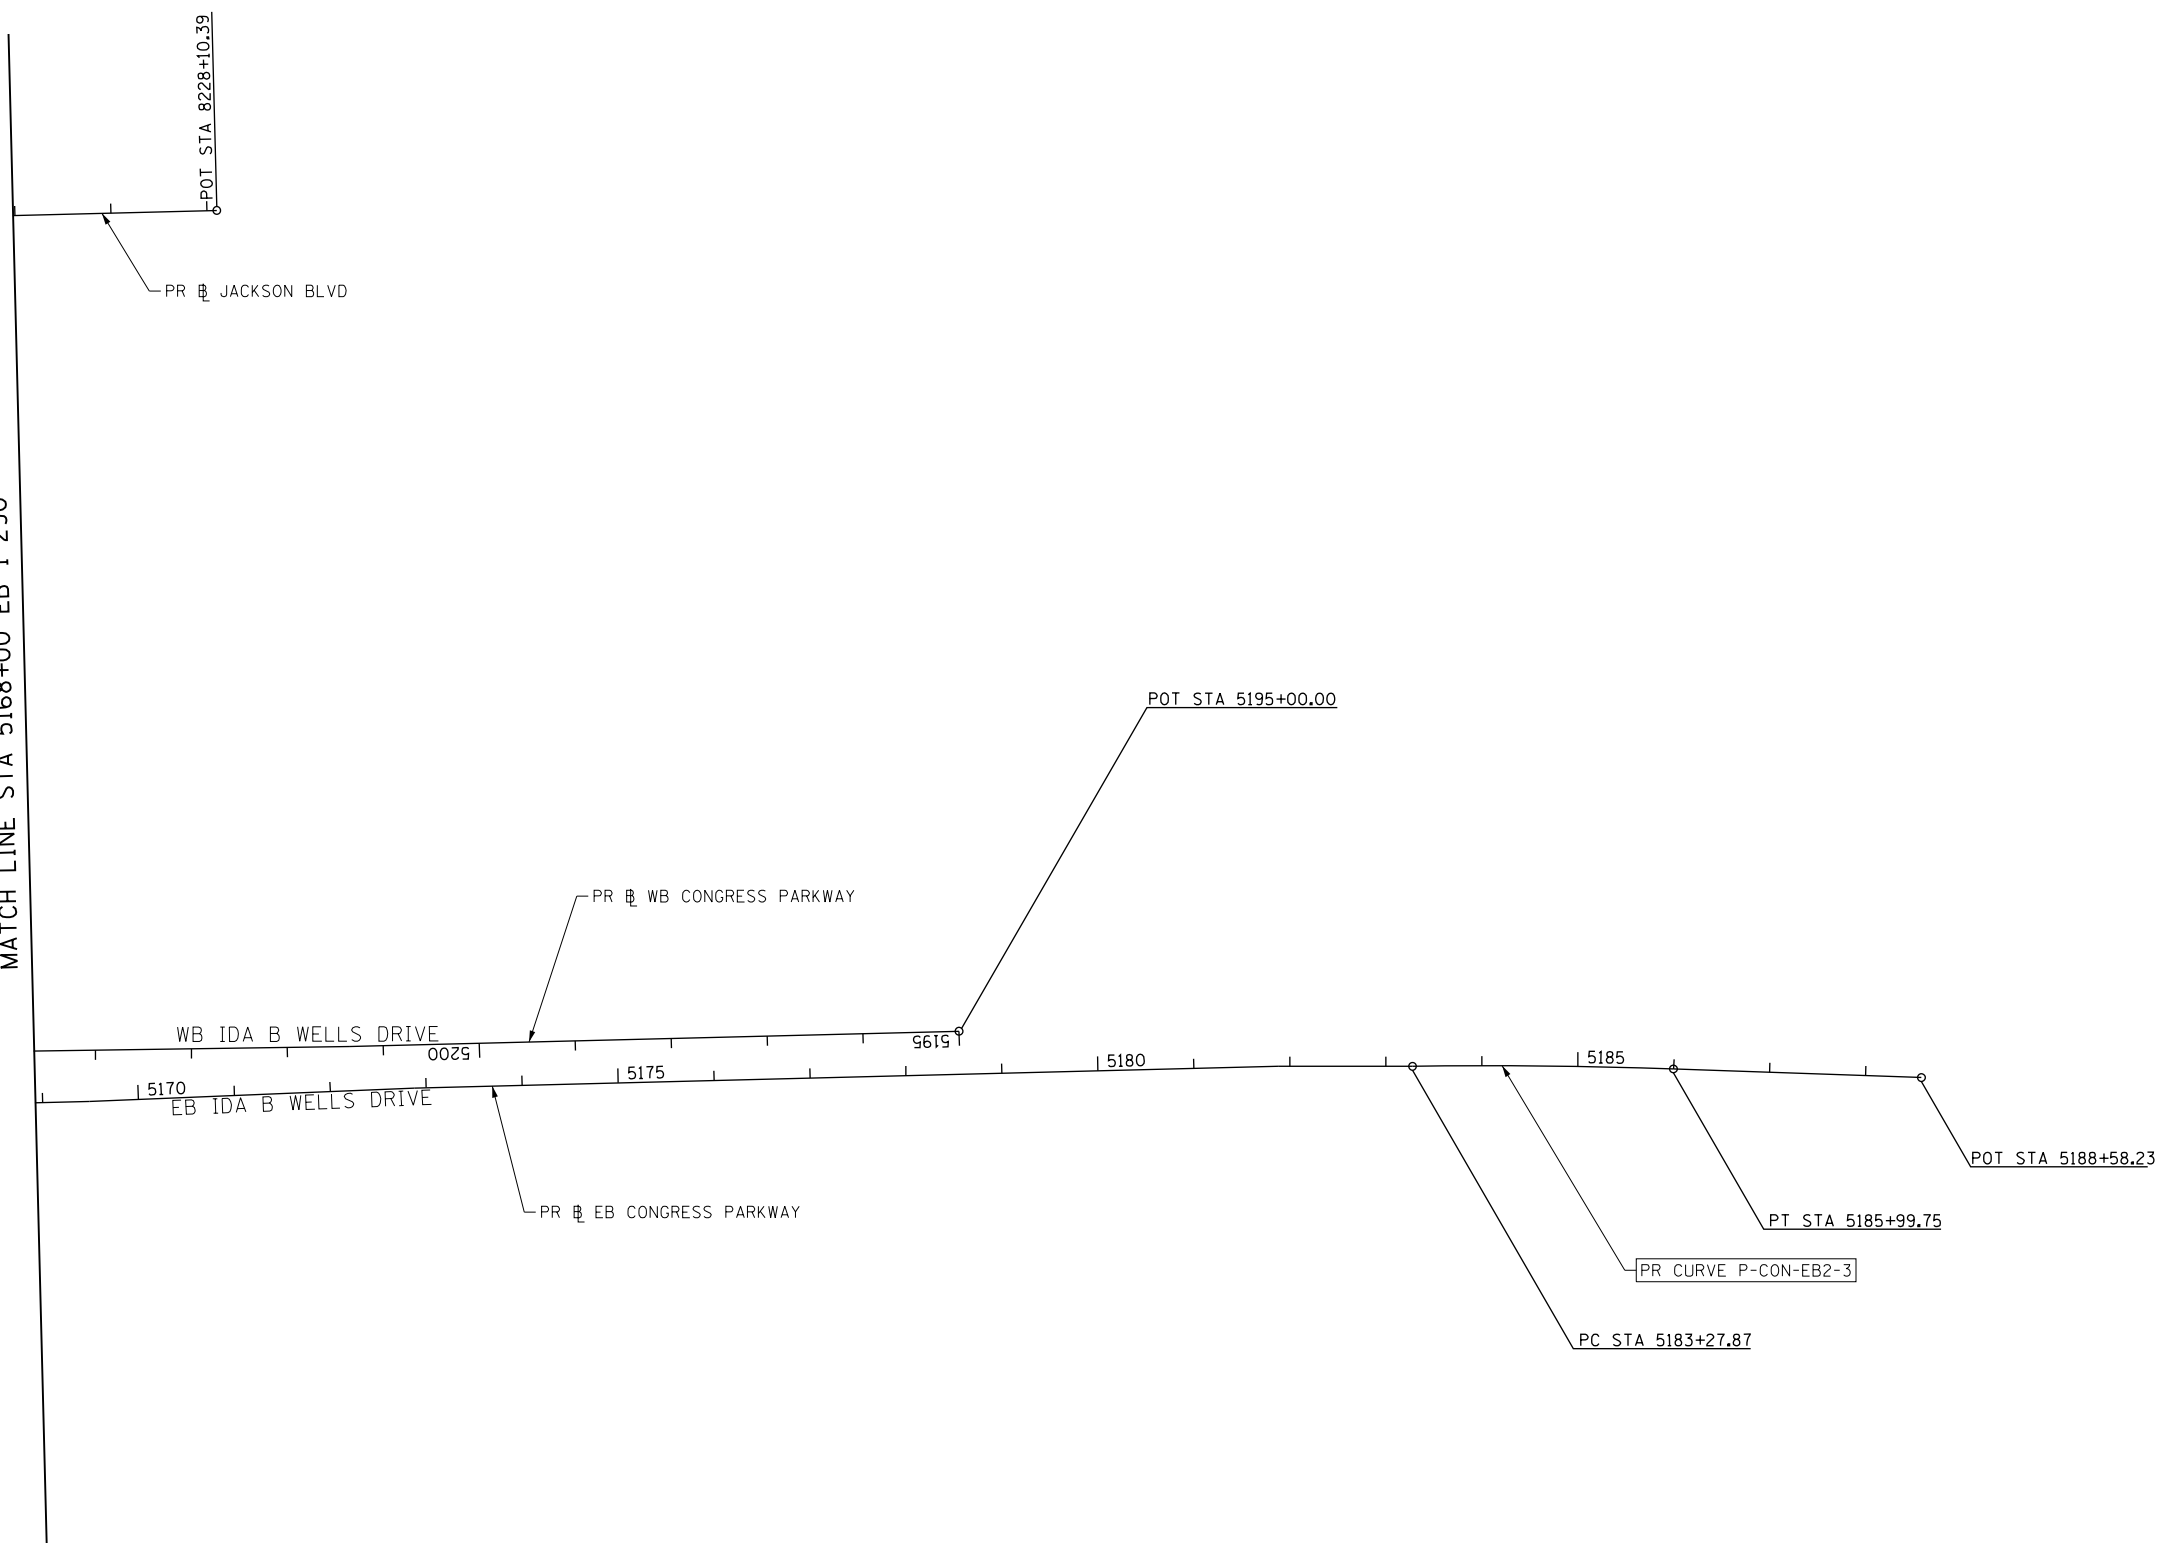 POT STA 8228+10.39
PR BL JACKSON BLVD
MATCH LINE STA 5168+00 EB I 290
POT STA 5195+00.00
PR BL WB CONGRESS PARKWAY
WB IDA B WELLS DRIVE
5200
5195
5170
5175
5180
5185
EB IDA B WELLS DRIVE
POT STA 5188+58.23
PR BL EB CONGRESS PARKWAY
PT STA 5185+99.75
PR CURVE P-CON-EB2-3
PC STA 5183+27.87